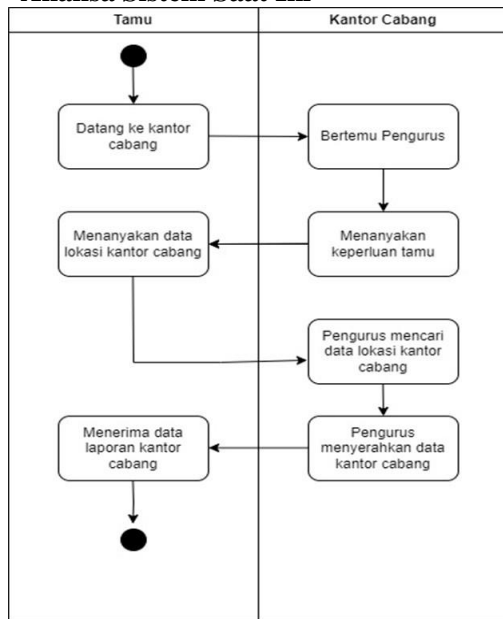 Analisa Sistem Saat Ini
Tamu
Kantor Cabang
Datang ke kantor
cabang
Bertemu Pengurus
Menanyakan
keperluan tamu
Menanyakan data
lokasi kantor cabang
Pengurus mencari
data lokasi kantor
cabang
Pengurus
menyerahkan data
kantor cabang
Menerima data
laporan kantor
cabang